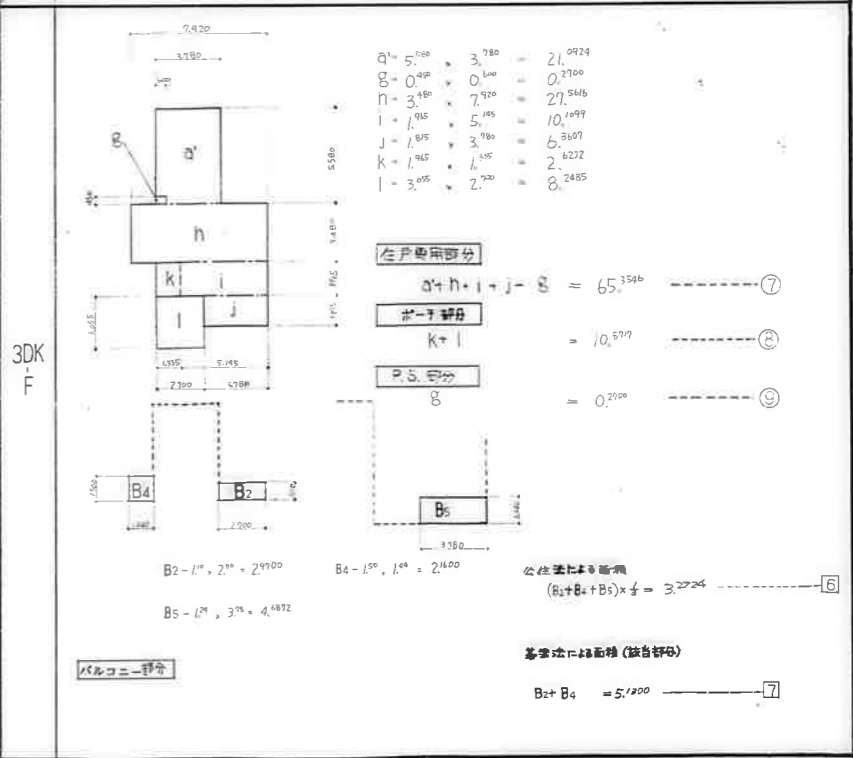 3DK-F
7.920
3.780
.600
a'
g
5.580
.450
h
3.480
k
i
1.965
l
j
1.815
3.055
1.335 5.145
2.700 3.780
a' = 5.580 × 3.780 = 21.0924
g = 0.450 × 0.600 = 0.2700
h = 3.480 × 7.920 = 27.5616
i = 1.965 × 5.145 = 10.1099
j = 1.815 × 3.780 = 6.8607
k = 1.965 × 1.335 = 2.6232
l = 3.055 × 2.700 = 8.2485
住戸専用部分
a'+h+i+j-g = 65.3546 ⑦
ポーチ部分
k+l = 10.8717 ⑧
P.S.部分
g = 0.2700 ⑨
B4
B2
1.500
2.700
B5
3.780
B2 - 1.10 , 2.70 = 2.9700
B4 - 1.50 , 1.44 = 2.1600
B5 - 1.24 , 3.78 = 4.6872
公住法による面積
(B2+B4+B5)×1/3 = 3.2724 6
基準法による面積(該当部分)
B2+B4 = 5.1300 7
バルコニー部分